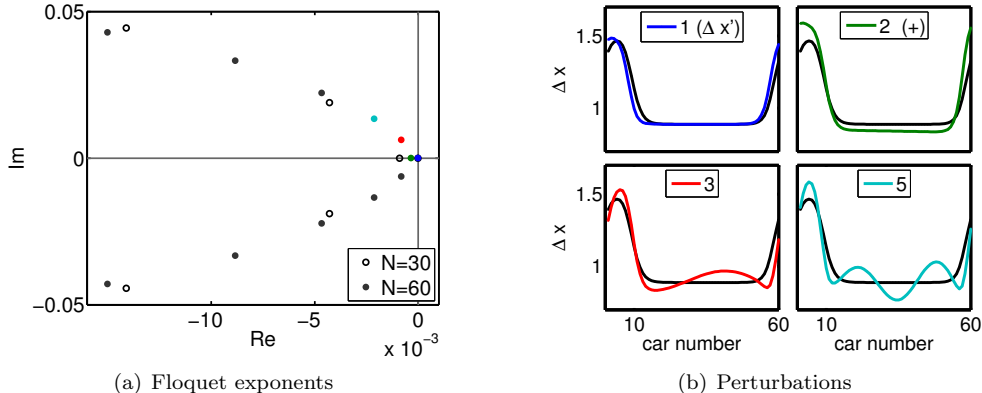 0.05
Im
0
−0.05
N=30
N=60
−10
−5
0
Re
x 10⁻³
(a) Floquet exponents
1.5
Δ x
1
1 (Δ x')
2 (+)
1.5
Δ x
1
3
5
10
60
10
60
car number
car number
(b) Perturbations